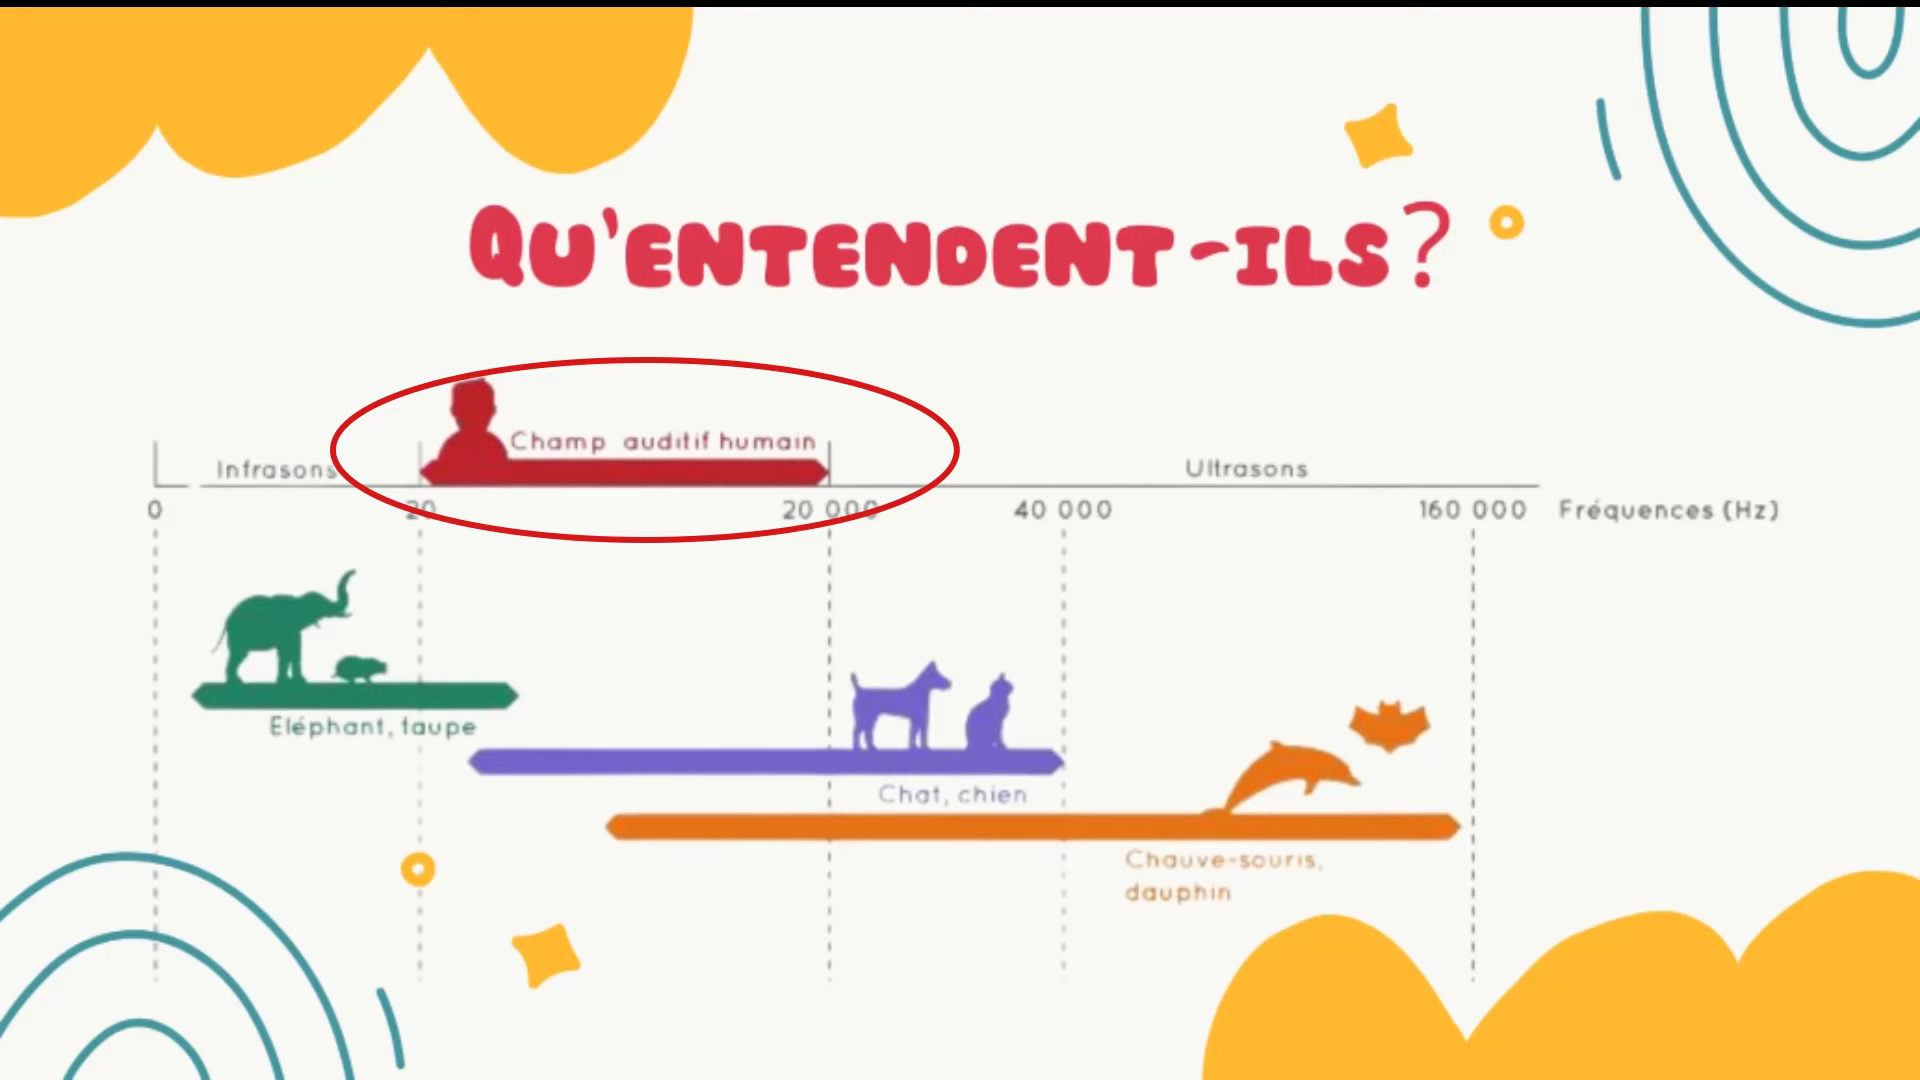 QU'ENTENDENT-ILS?
Champ auditif humain
Infrasons
Ultrasons
0 20 20 000 40 000 160 000 Fréquences (Hz)
Eléphant, taupe
Chat, chien
Chauve-souris,
dauphin